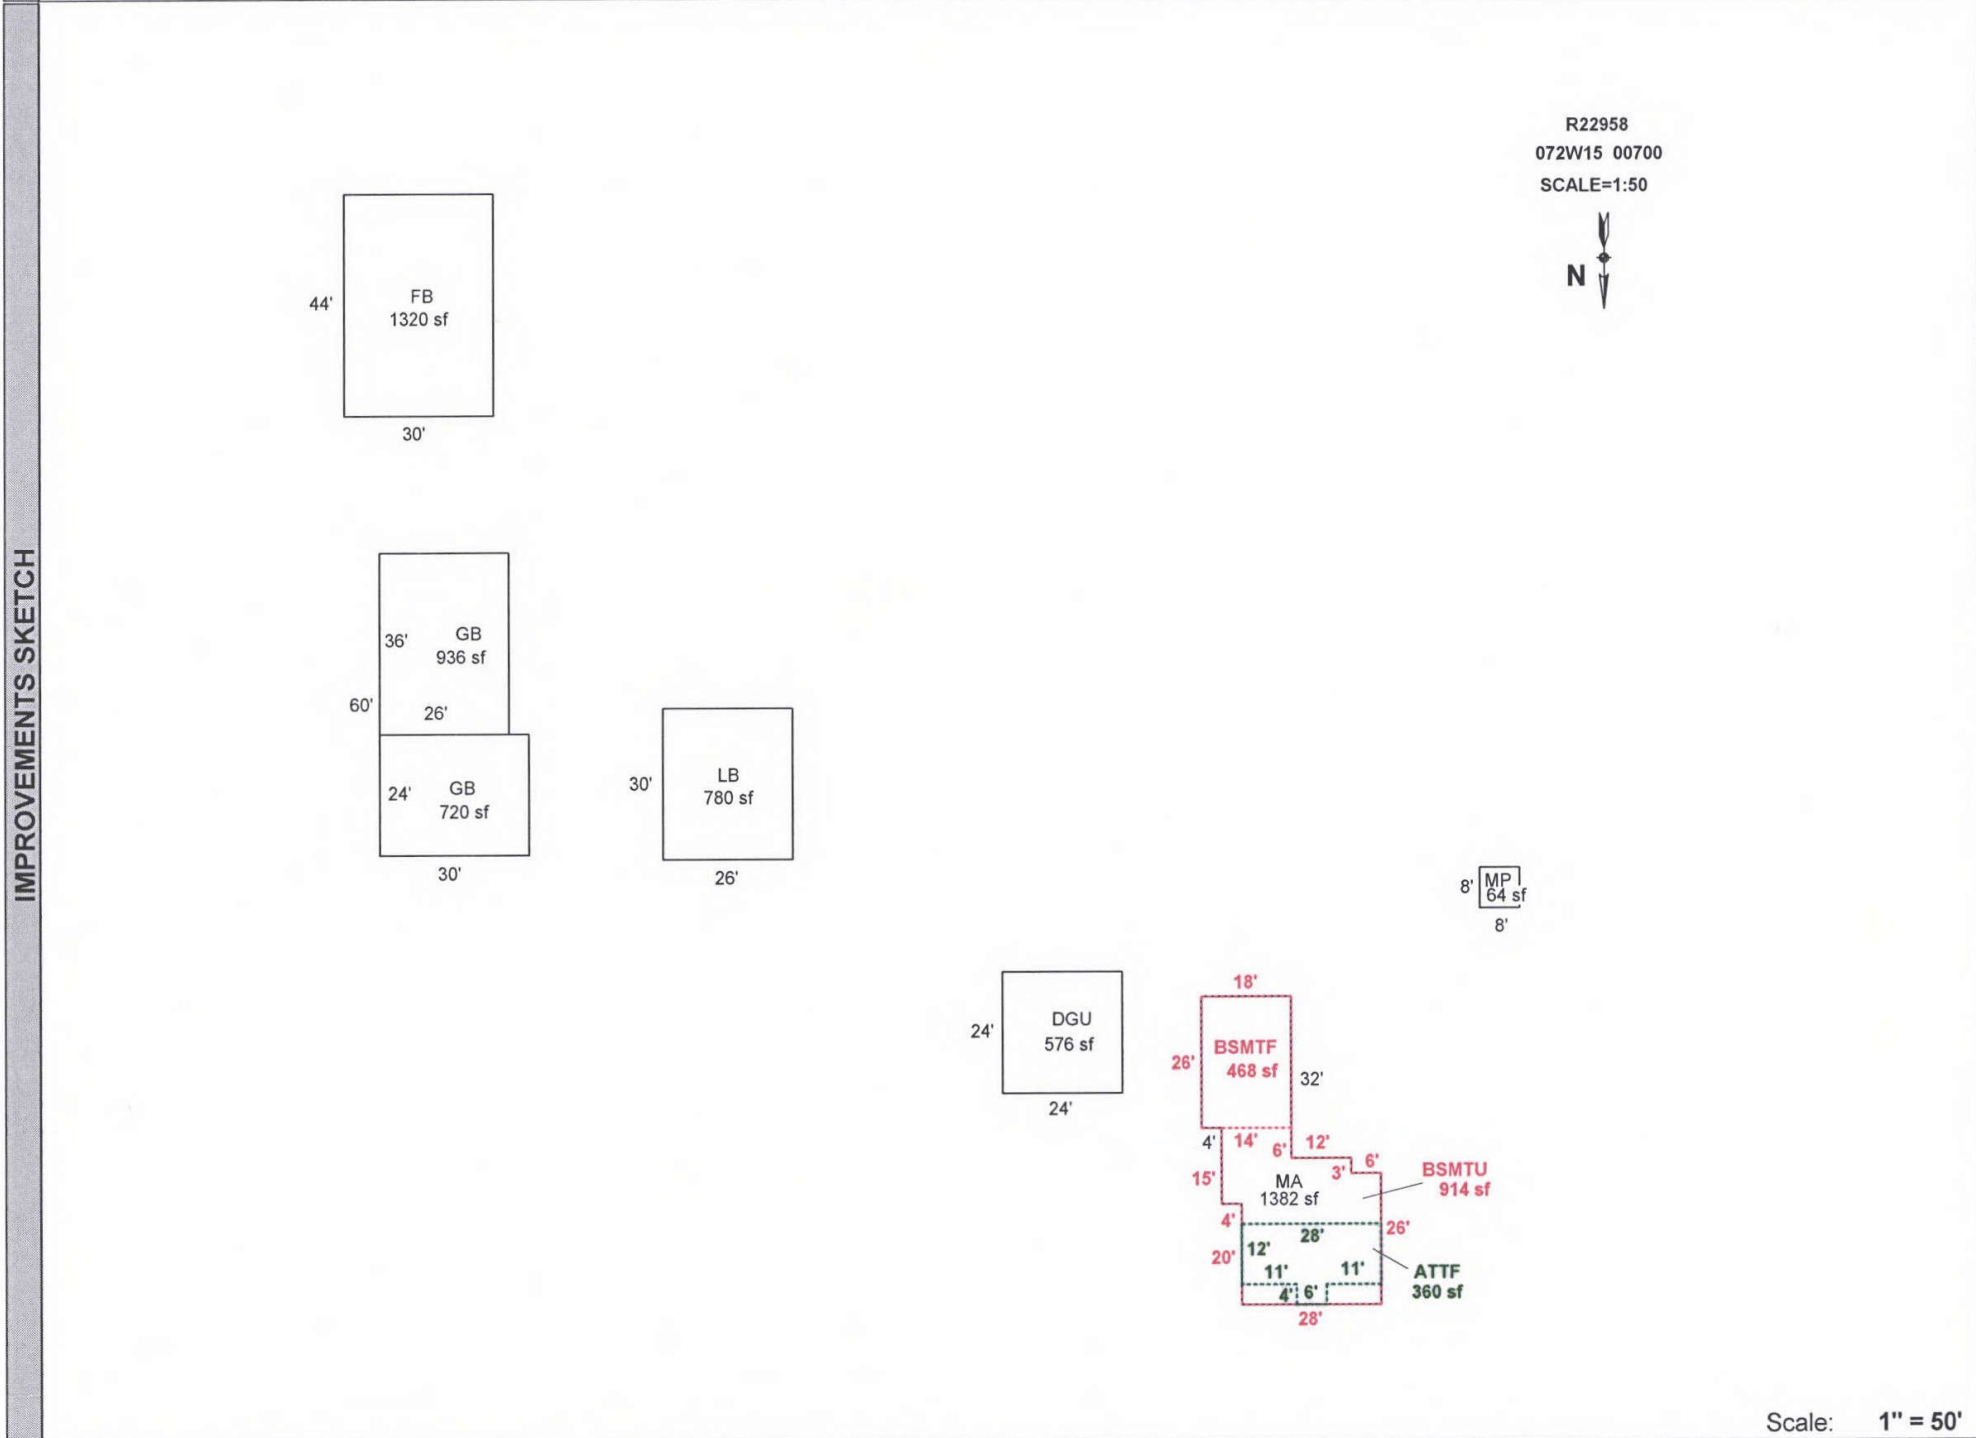 IMPROVEMENTS SKETCH
R22958
072W15 00700
SCALE=1:50
N
44'
FB
1320 sf
30'
36'
GB
936 sf
60'
26'
24'
GB
720 sf
30'
30'
LB
780 sf
26'
8'
MP
64 sf
8'
24'
DGU
576 sf
24'
18'
BSMTF
26'
468 sf
32'
4'
14'
6'
12'
15'
3'
6'
MA
1382 sf
BSMTU
914 sf
4'
28'
26'
20'
12'
11'
11'
ATTF
360 sf
4'
6'
28'
Scale: 1" = 50'